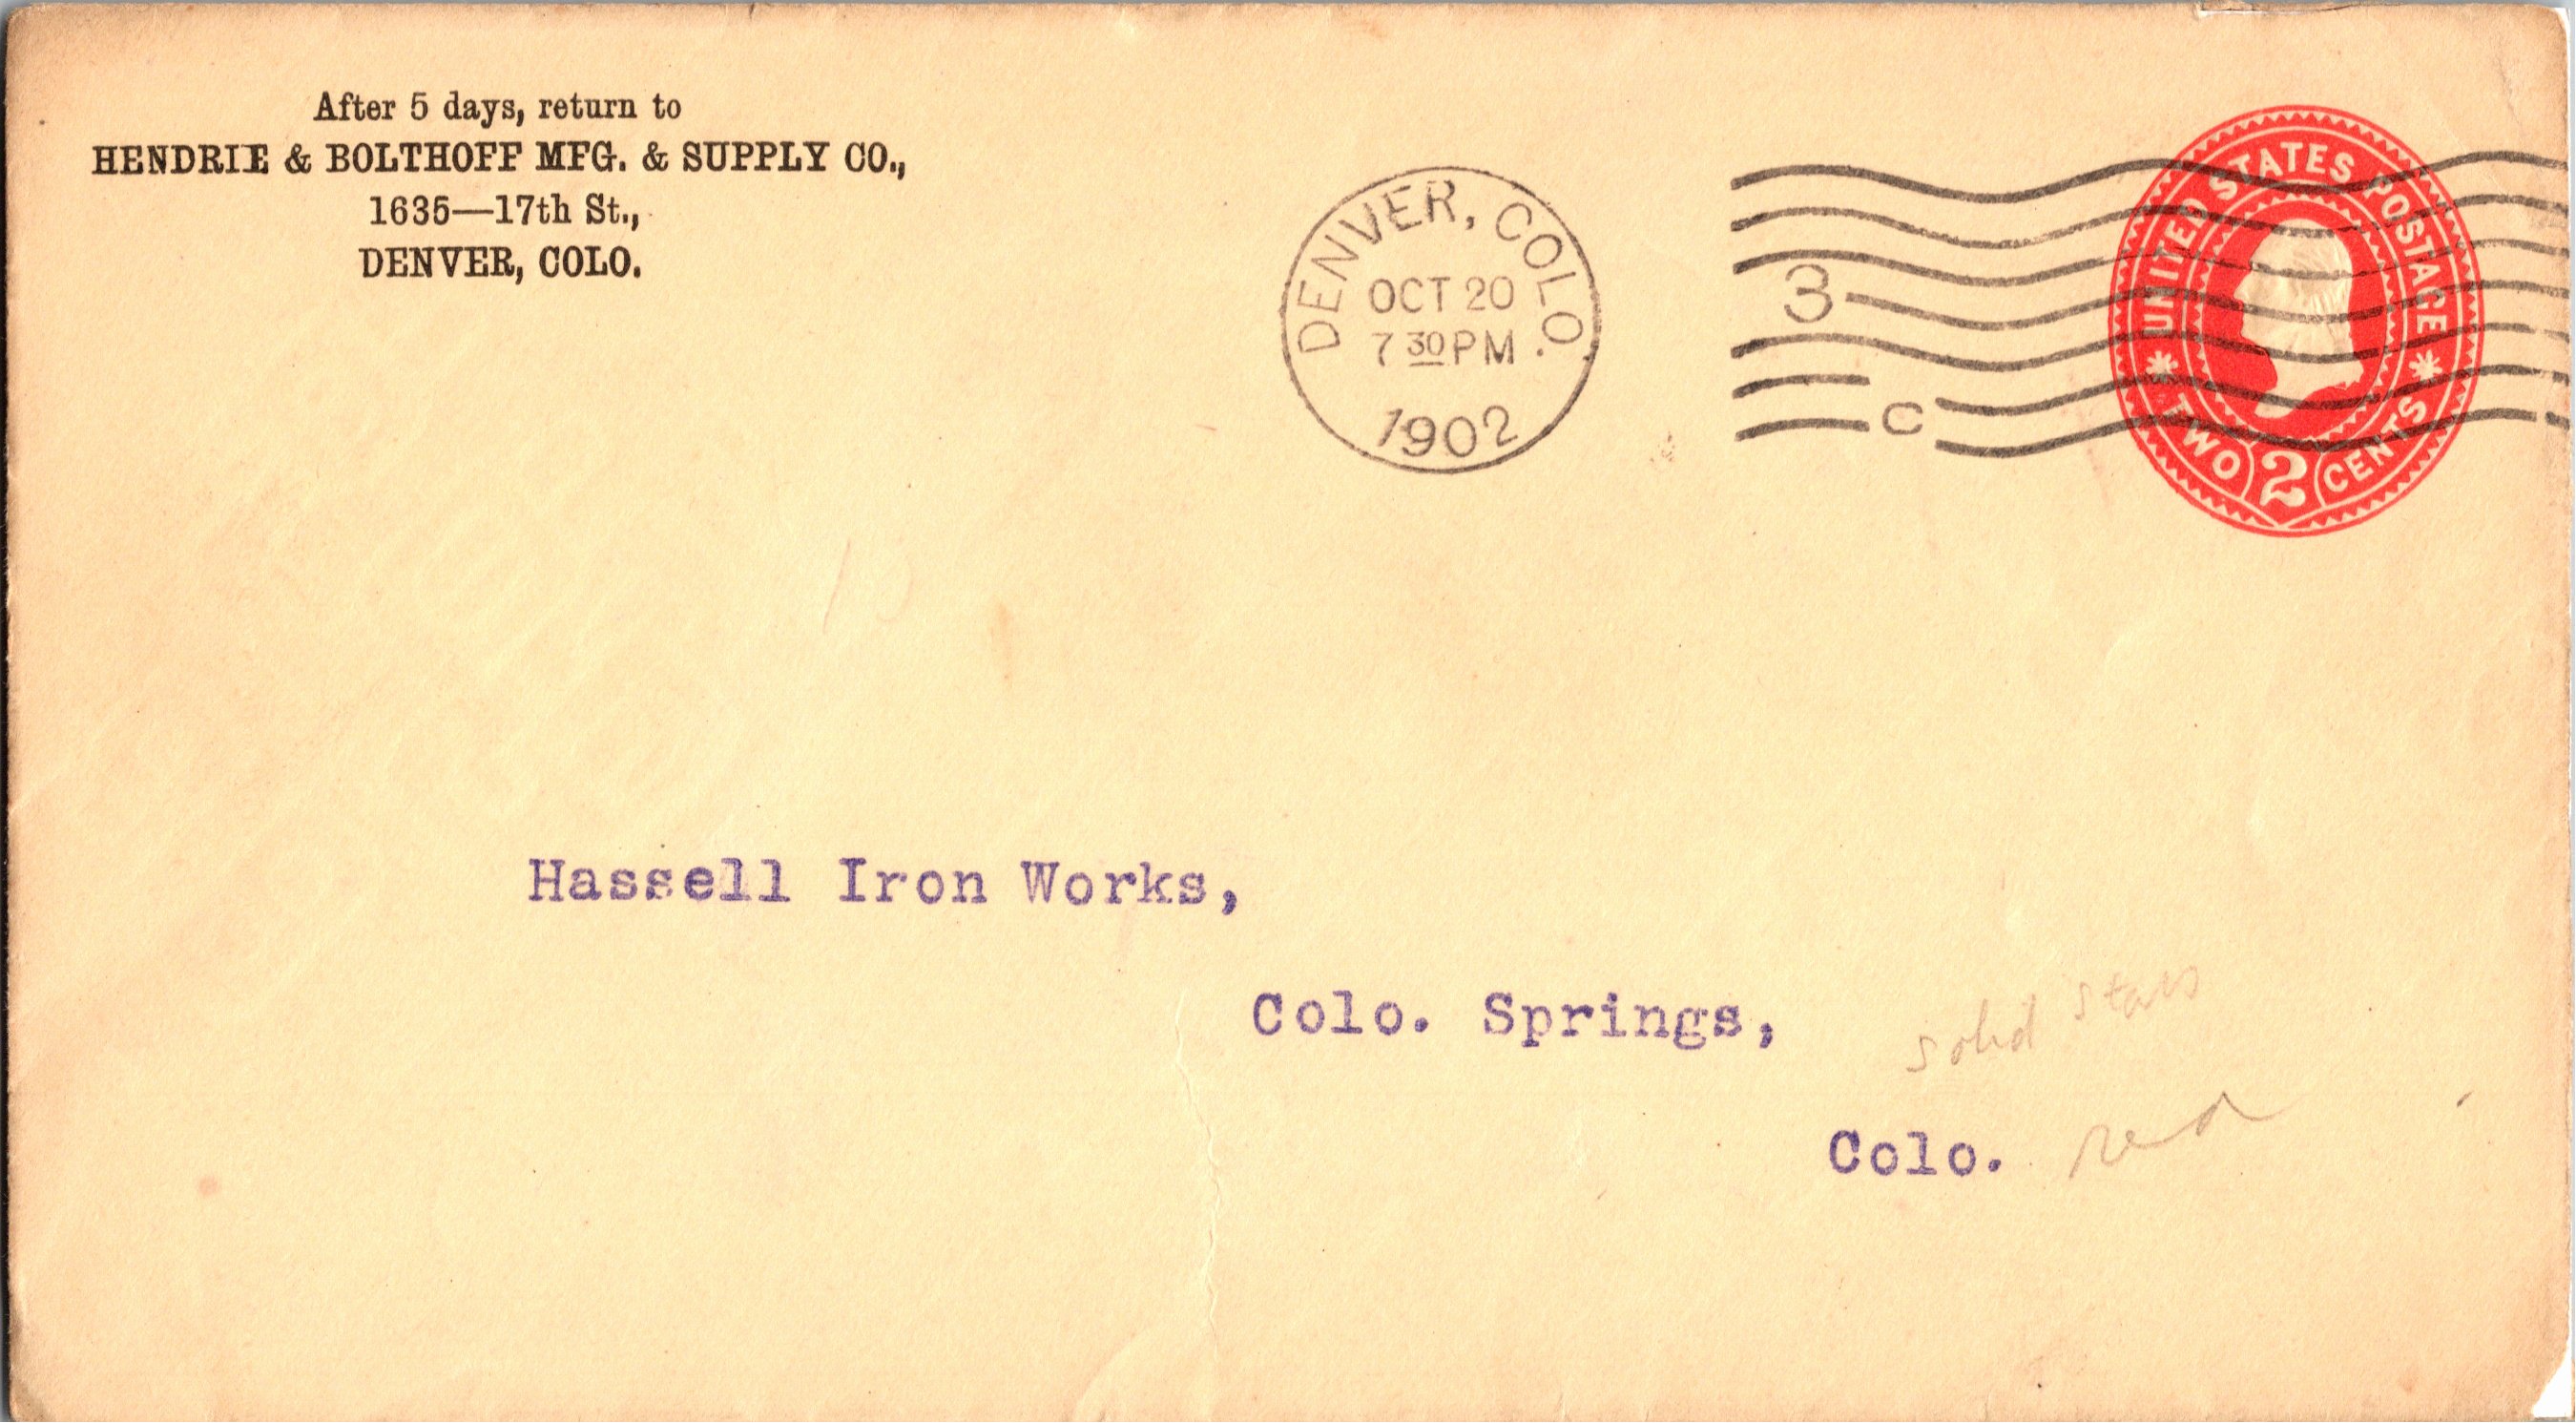 After 5 days, return to
HENDRIE & BOLTHOFF MFG. & SUPPLY CO.,
1635—17th St.,
DENVER, COLO.
DENVER, COLO.
OCT 20
7 30 PM
1902
3
C
UNITED STATES POSTAGE
TWO 2 CENTS
Hassell Iron Works,
Colo. Springs,
Colo.
solid stars
red